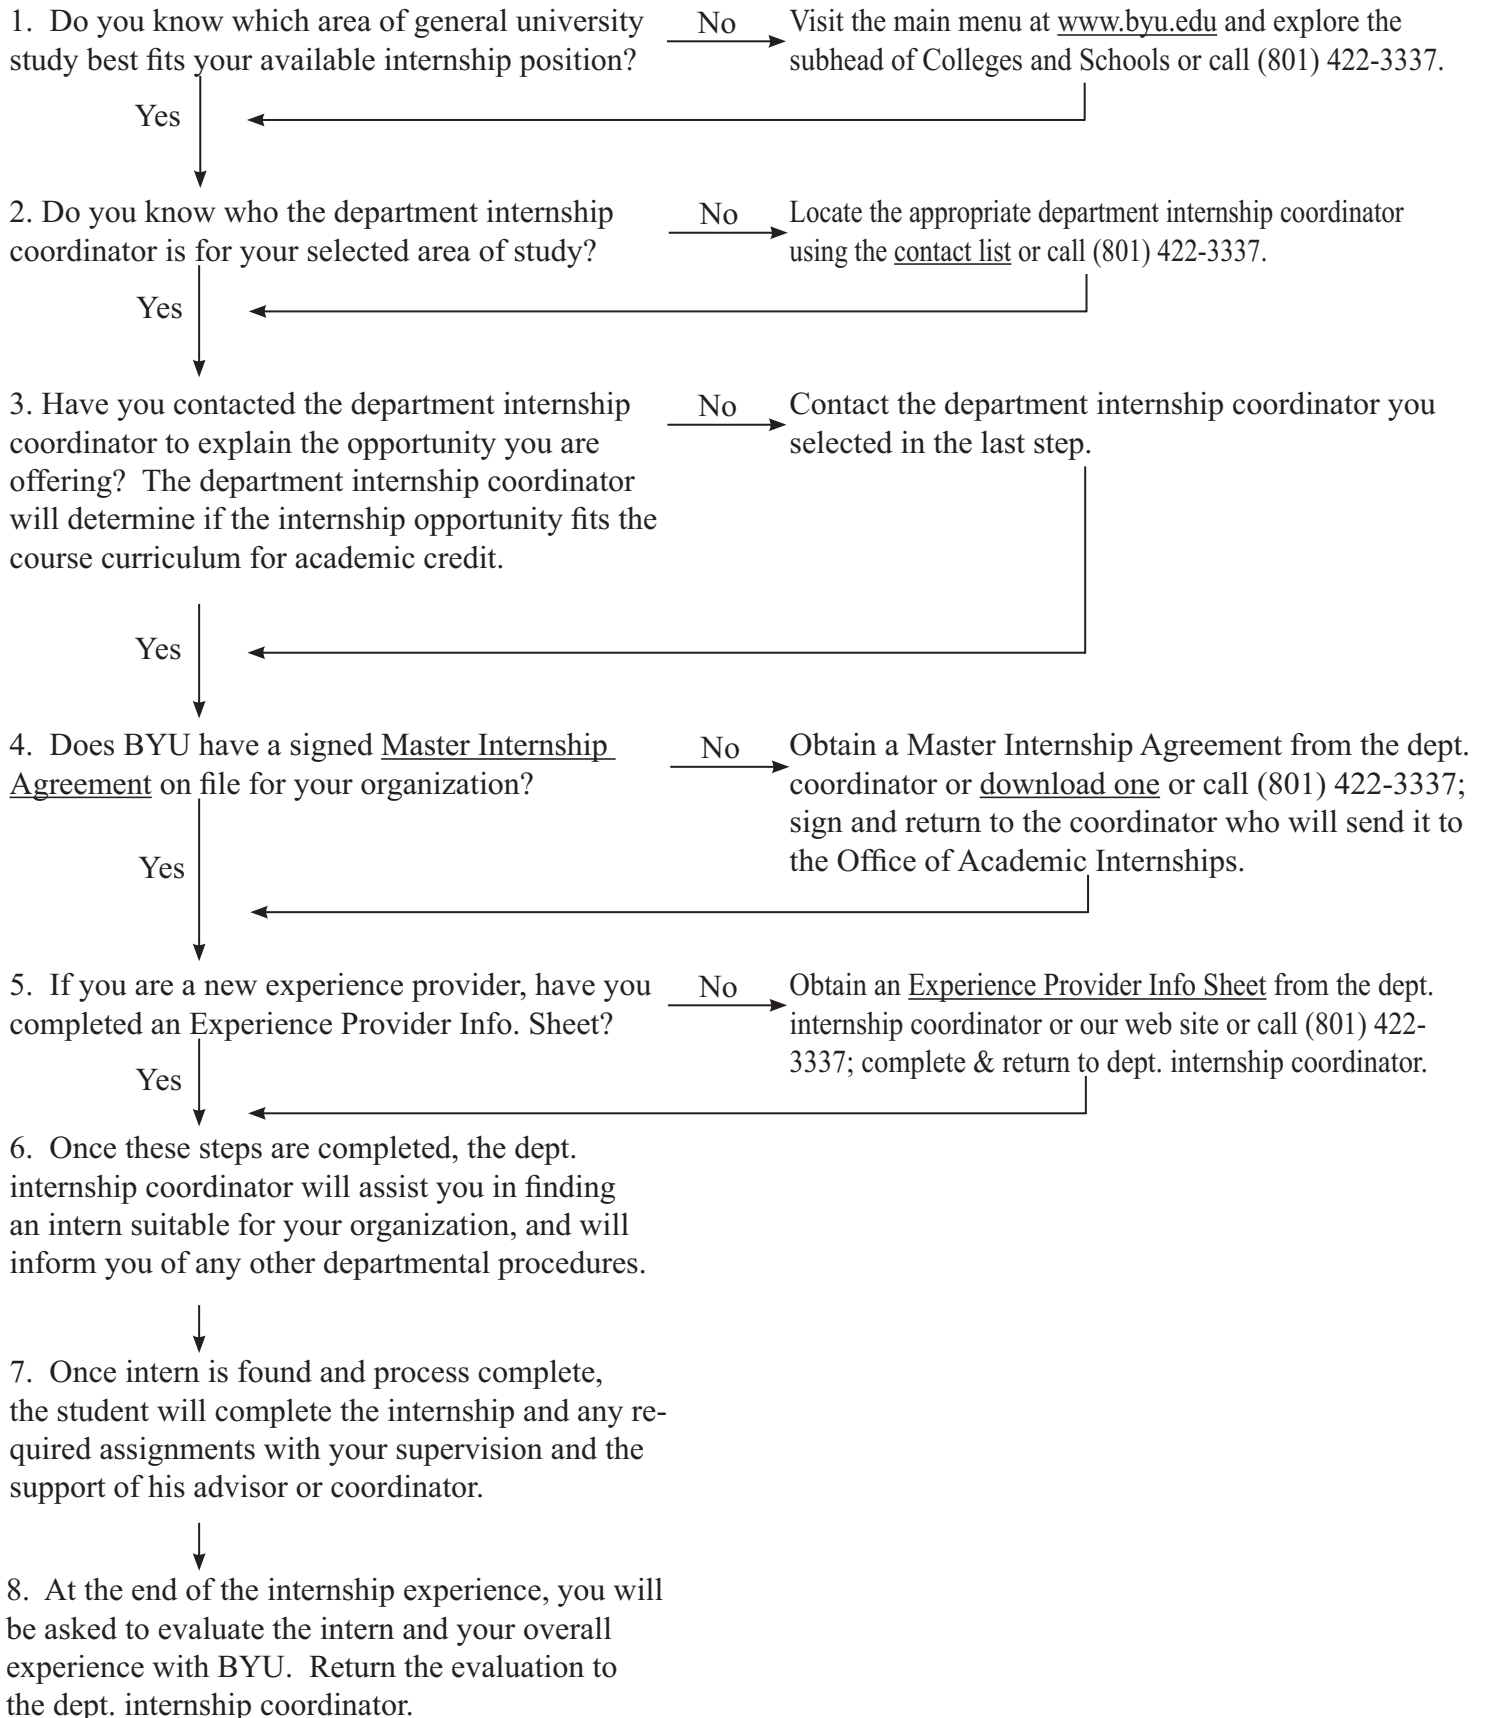 1.  Do you know which area of general university
study best fits your available internship position?
No
Visit the main menu at www.byu.edu and explore the
subhead of Colleges and Schools or call (801) 422-3337.
Yes
2. Do you know who the department internship
coordinator is for your selected area of study?
No
Locate the appropriate department internship coordinator
using the contact list or call (801) 422-3337.
Yes
3. Have you contacted the department internship
coordinator to explain the opportunity you are
offering?  The department internship coordinator
will determine if the internship opportunity fits the
course curriculum for academic credit.
No
Contact the department internship coordinator you
selected in the last step.
Yes
4.  Does BYU have a signed Master Internship
Agreement on file for your organization?
No
Obtain a Master Internship Agreement from the dept.
coordinator or download one or call (801) 422-3337;
sign and return to the coordinator who will send it to
the Office of Academic Internships.
Yes
5.  If you are a new experience provider, have you
completed an Experience Provider Info. Sheet?
No
Obtain an Experience Provider Info Sheet from the dept.
internship coordinator or our web site or call (801) 422-
3337; complete & return to dept. internship coordinator.
Yes
6.  Once these steps are completed, the dept.
internship coordinator will assist you in finding
an intern suitable for your organization, and will
inform you of any other departmental procedures.
7.  Once intern is found and process complete,
the student will complete the internship and any re-
quired assignments with your supervision and the
support of his advisor or coordinator.
8.  At the end of the internship experience, you will
be asked to evaluate the intern and your overall
experience with BYU.  Return the evaluation to
the dept. internship coordinator.